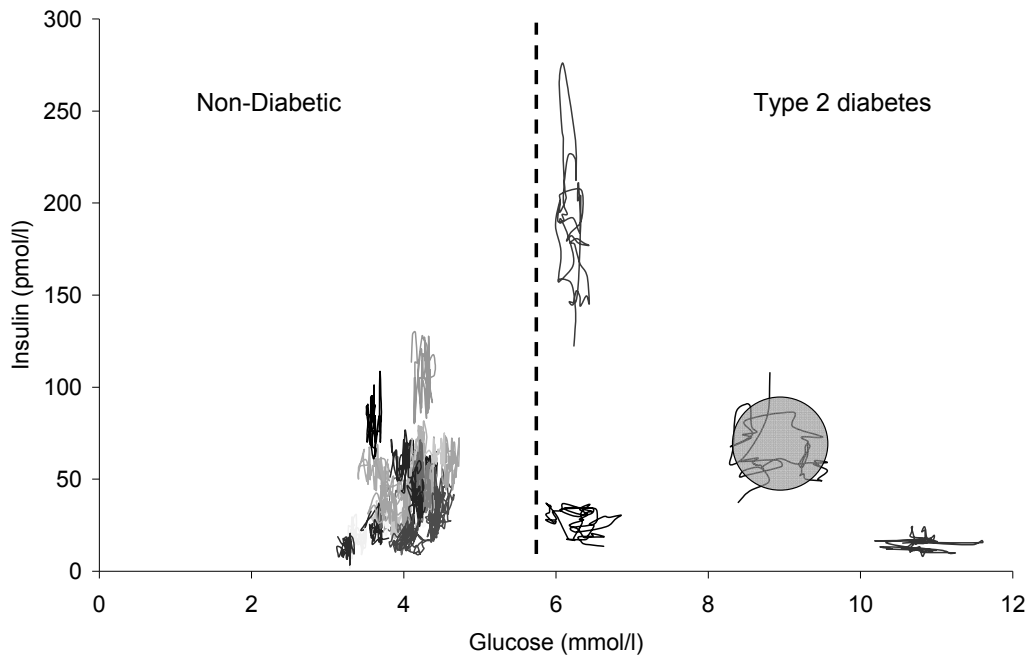 300
Non-Diabetic
Type 2 diabetes
250
200
150
100
50
0
Insulin (pmol/l)
0 2 4 6 8 10 12
Glucose (mmol/l)